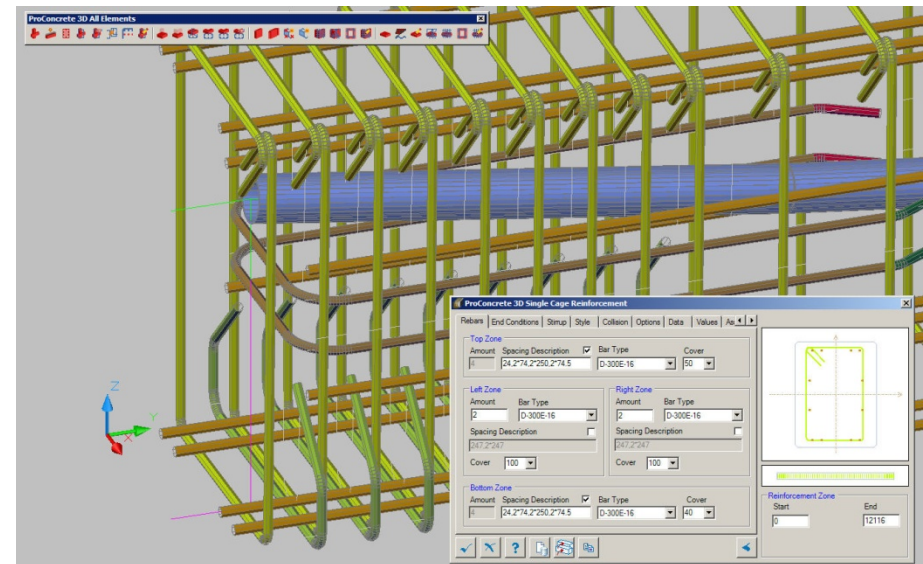 ProConcrete 3D All Elements
Z
Y
X
ProConcrete 3D Single Cage Reinforcement
Rebars End Conditions Stirrup Style Collision Options Data Values
Top Zone
Amount Spacing Description Bar Type Cover
4 24,2*74,2*250,2*74.5 D-300E-16 50
Left Zone
Amount Bar Type
2 D-300E-16
Spacing Description
247,2*247
Cover 100
Right Zone
Amount Bar Type
2 D-300E-16
Spacing Description
247,2*247
Cover 100
Bottom Zone
Amount Spacing Description Bar Type Cover
4 24,2*74,2*250,2*74.5 D-300E-16 40
Reinforcement Zone
Start End
0 12116